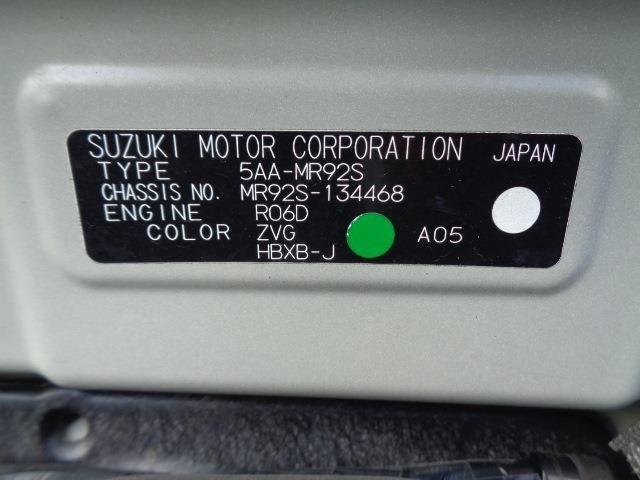 SUZUKI MOTOR CORPORATION JAPAN
TYPE 5AA-MR92S
CHASSIS NO. MR92S-134468
ENGINE R06D
COLOR ZVG A05
HBXB-J